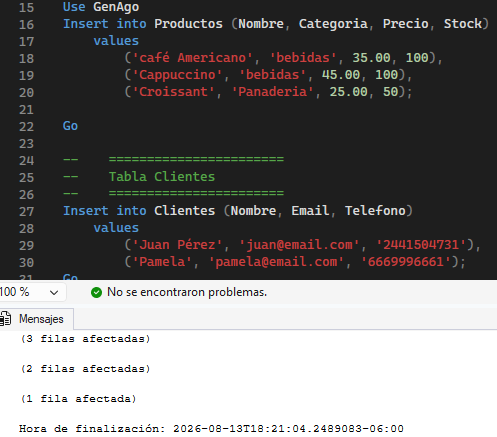 15 Use GenAgo
16 Insert into Productos (Nombre, Categoria, Precio, Stock)
17 values
18 ('café Americano', 'bebidas', 35.00, 100),
19 ('Cappuccino', 'bebidas', 45.00, 100),
20 ('Croissant', 'Panaderia', 25.00, 50);
21
22 Go
23
24 -- =======================
25 -- Tabla Clientes
26 -- =======================
27 Insert into Clientes (Nombre, Email, Telefono)
28 values
29 ('Juan Pérez', 'juan@email.com', '2441504731'),
30 ('Pamela', 'pamela@email.com', '6669996661');
31 Go
100 % No se encontraron problemas.
Mensajes
(3 filas afectadas)
(2 filas afectadas)
(1 fila afectada)
Hora de finalización: 2026-08-13T18:21:04.2489083-06:00